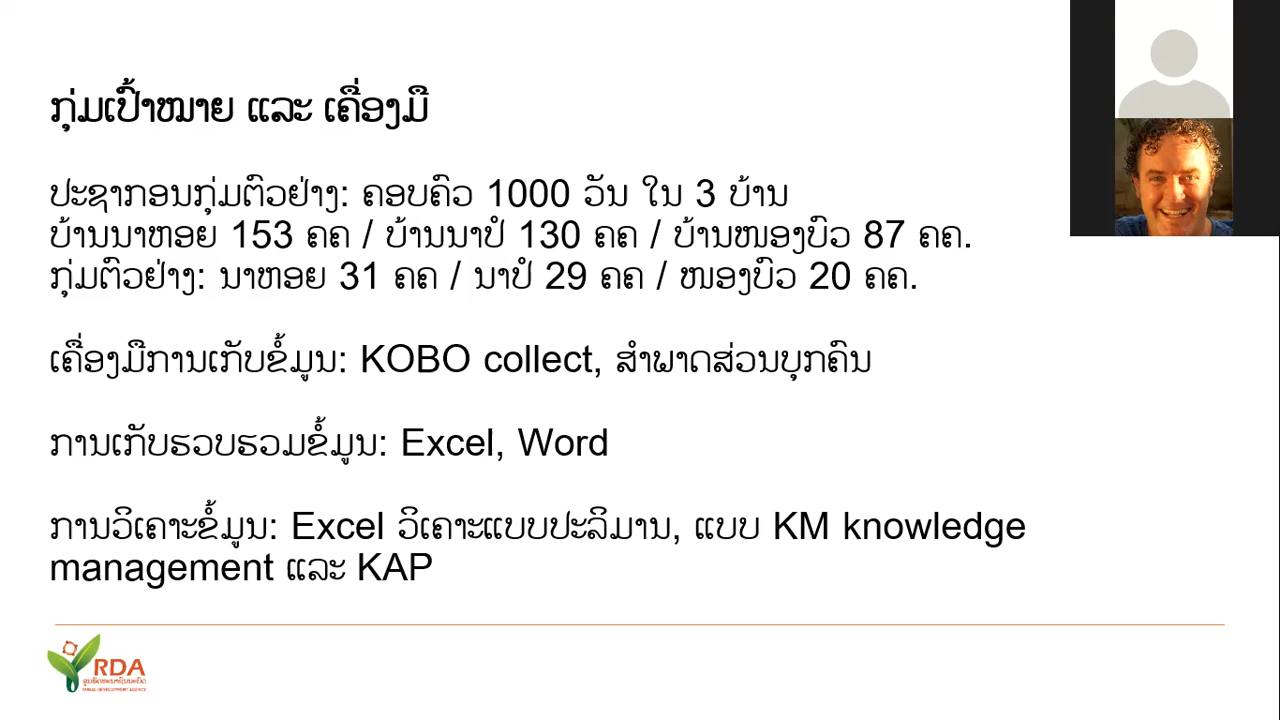 ກຸ່ມເປົ້າໝາຍ ແລະ ເຄື່ອງມື
ປະຊາກອນກຸ່ມຕົວຢ່າງ: ຄອບຄົວ 1000 ວັນ ໃນ 3 ບ້ານ
ບ້ານນາຫອຍ 153 ຄຄ / ບ້ານນາປໍ 130 ຄຄ / ບ້ານໜອງບົວ 87 ຄຄ.
ກຸ່ມຕົວຢ່າງ: ນາຫອຍ 31 ຄຄ / ນາປໍ 29 ຄຄ / ໜອງບົວ 20 ຄຄ.
ເຄື່ອງມືການເກັບຂໍ້ມູນ: KOBO collect, ສຳພາດສ່ວນບຸກຄົນ
ການເກັບຮວບຮວມຂໍ້ມູນ: Excel, Word
ການວິເຄາະຂໍ້ມູນ: Excel ວິເຄາະແບບປະລິມານ, ແບບ KM knowledge
management ແລະ KAP
RDA
RURAL DEVELOPMENT AGENCY